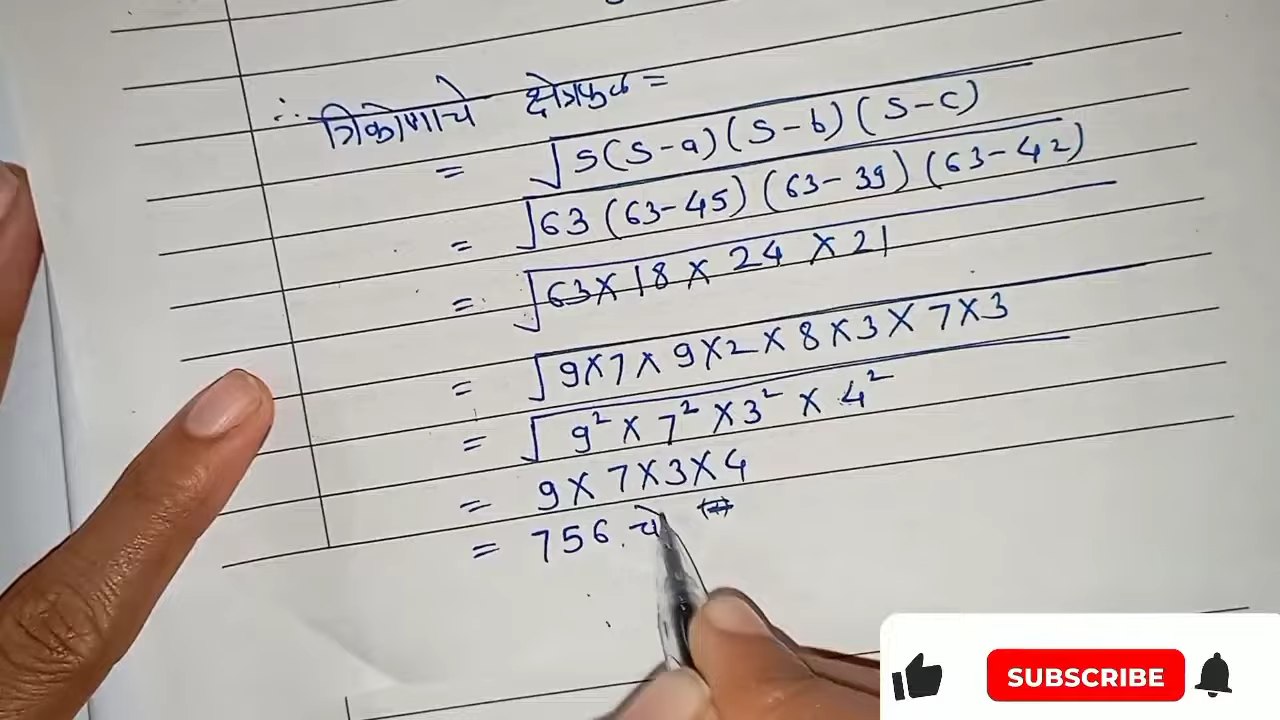 ∴ त्रिकोणाचे क्षेत्रफळ =
= √S(S-a)(S-b)(S-c)
= √63(63-45)(63-39)(63-42)
= √63×18×24×21
= √9×7×9×2×8×3×7×3
= √9²×7²×3²×4²
= 9×7×3×4
= 756 च
SUBSCRIBE